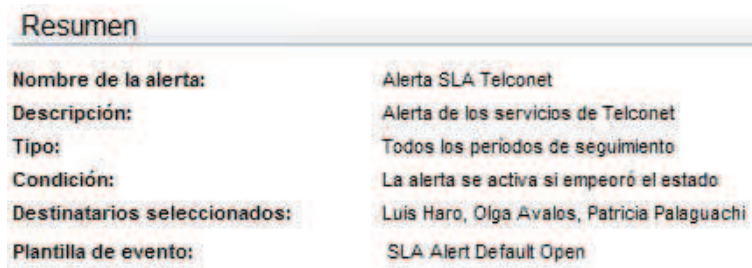 Resumen
Nombre de la alerta: Alerta SLA Telconet
Descripción: Alerta de los servicios de Telconet
Tipo: Todos los períodos de seguimiento
Condición: La alerta se activa si empeoró el estado
Destinatarios seleccionados: Luis Haro, Olga Avalos, Patricia Palaguachi
Plantilla de evento: SLA Alert Default Open